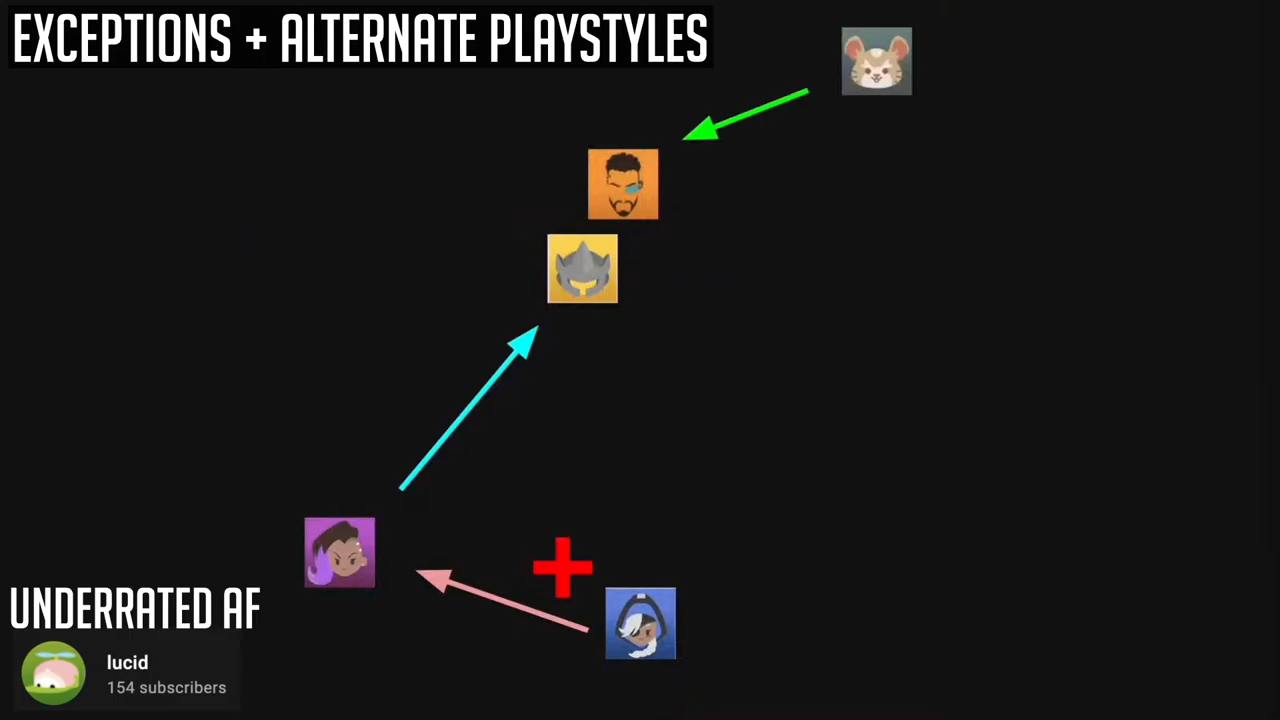 EXCEPTIONS + ALTERNATE PLAYSTYLES
UNDERRATED AF
lucid
154 subscribers